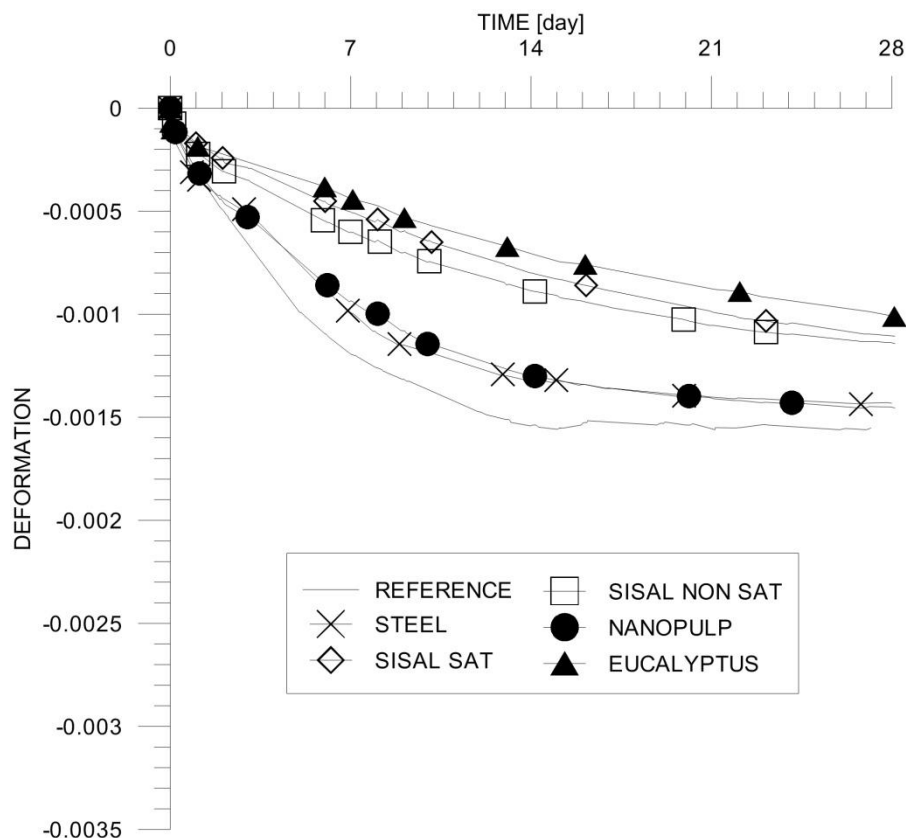 TIME [day]
0 7 14 21 28
0
-0.0005
-0.001
-0.0015
-0.002
-0.0025
-0.003
-0.0035
DEFORMATION
REFERENCE
STEEL
SISAL SAT
SISAL NON SAT
NANOPULP
EUCALYPTUS